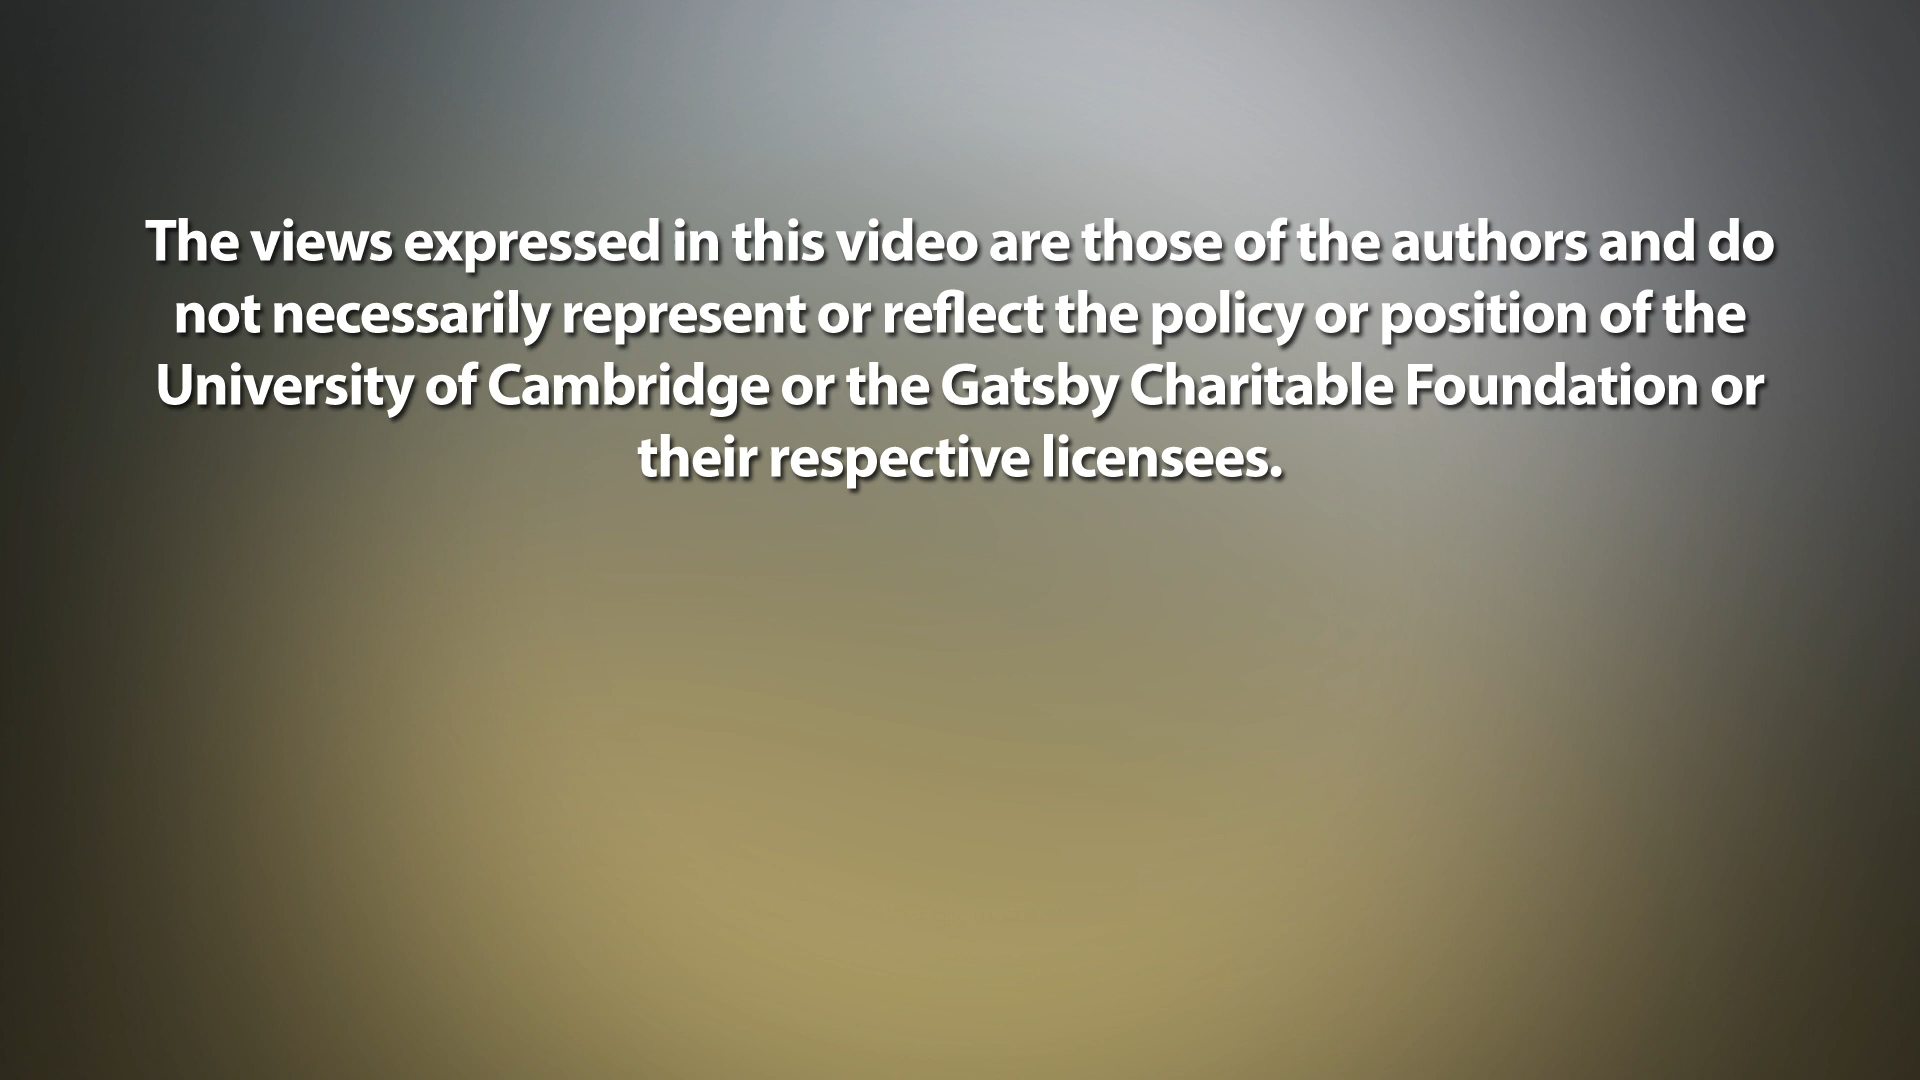 The views expressed in this video are those of the authors and do
not necessarily represent or reflect the policy or position of the
University of Cambridge or the Gatsby Charitable Foundation or
their respective licensees.